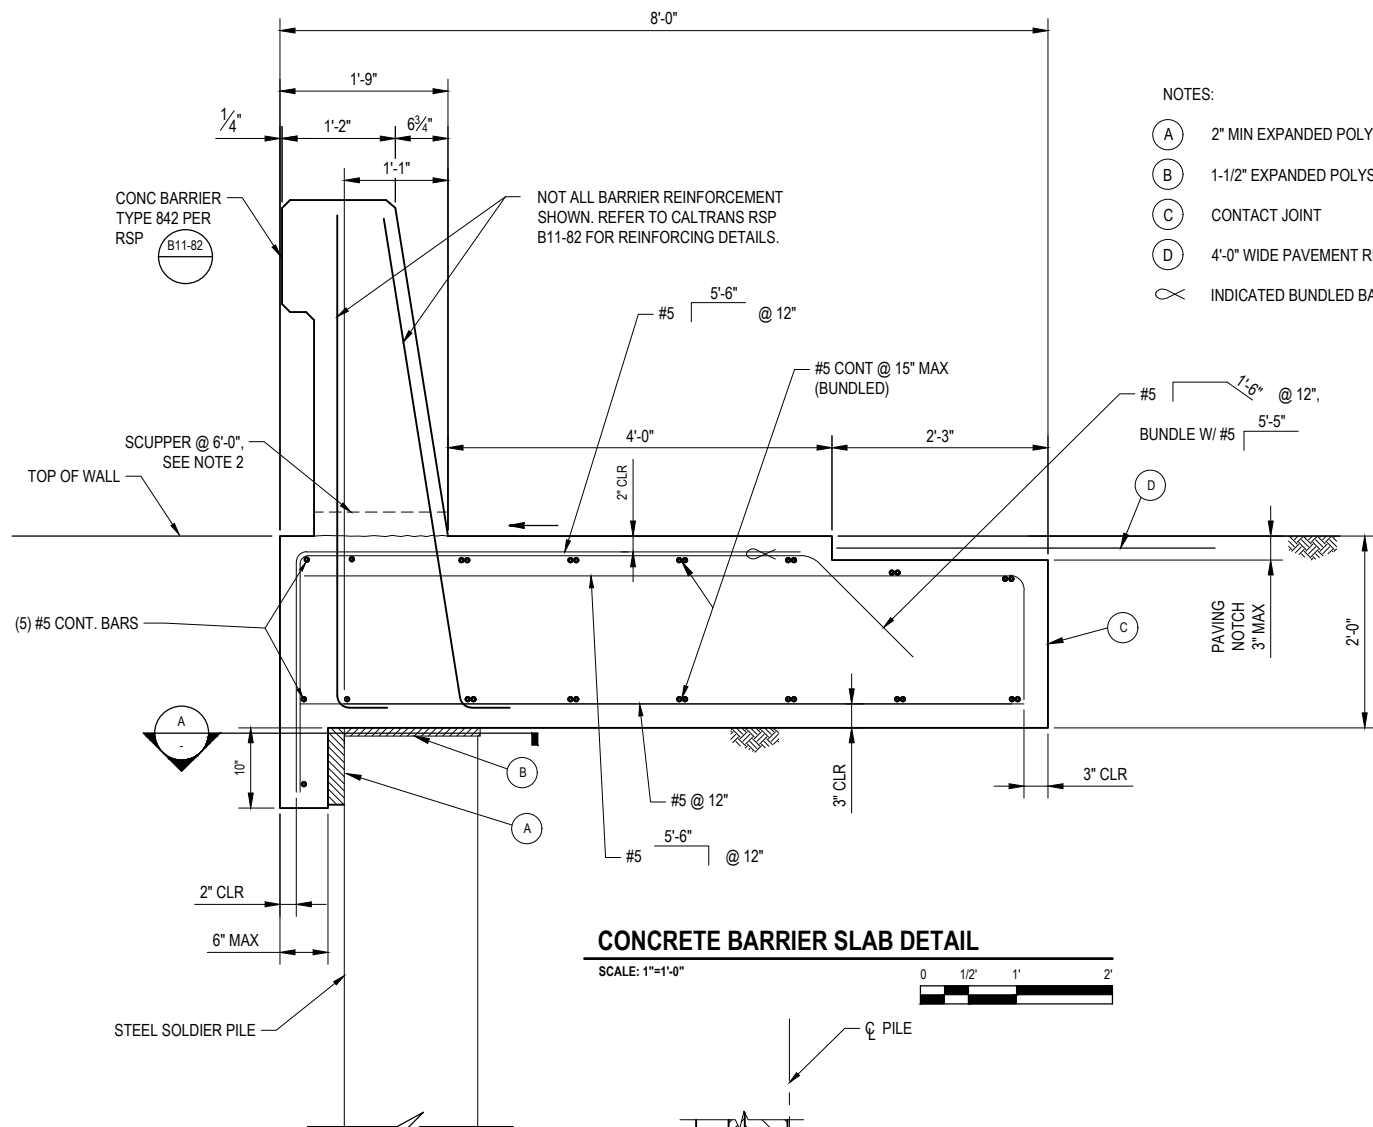 8'-0"
1'-9"
1/4"
1'-2"
6 3/4"
1'-1"
NOTES:
A 2" MIN EXPANDED POLY
B 1-1/2" EXPANDED POLYS
C CONTACT JOINT
D 4'-0" WIDE PAVEMENT R
INDICATED BUNDLED BA
CONC BARRIER
TYPE 842 PER
RSP
B11-82
NOT ALL BARRIER REINFORCEMENT
SHOWN. REFER TO CALTRANS RSP
B11-82 FOR REINFORCING DETAILS.
#5 5'-6" @ 12"
#5 CONT @ 15" MAX
(BUNDLED)
#5 1'-6" @ 12",
BUNDLE W/ #5 5'-5"
SCUPPER @ 6'-0",
SEE NOTE 2
4'-0"
2'-3"
TOP OF WALL
2" CLR
D
(5) #5 CONT. BARS
C
PAVING
NOTCH
3" MAX
2'-0"
A
-
10"
B
A
#5 @ 12"
3" CLR
3" CLR
#5 5'-6" @ 12"
2" CLR
6" MAX
CONCRETE BARRIER SLAB DETAIL
SCALE: 1"=1'-0"
0 1/2' 1' 2'
STEEL SOLDIER PILE
℄ PILE